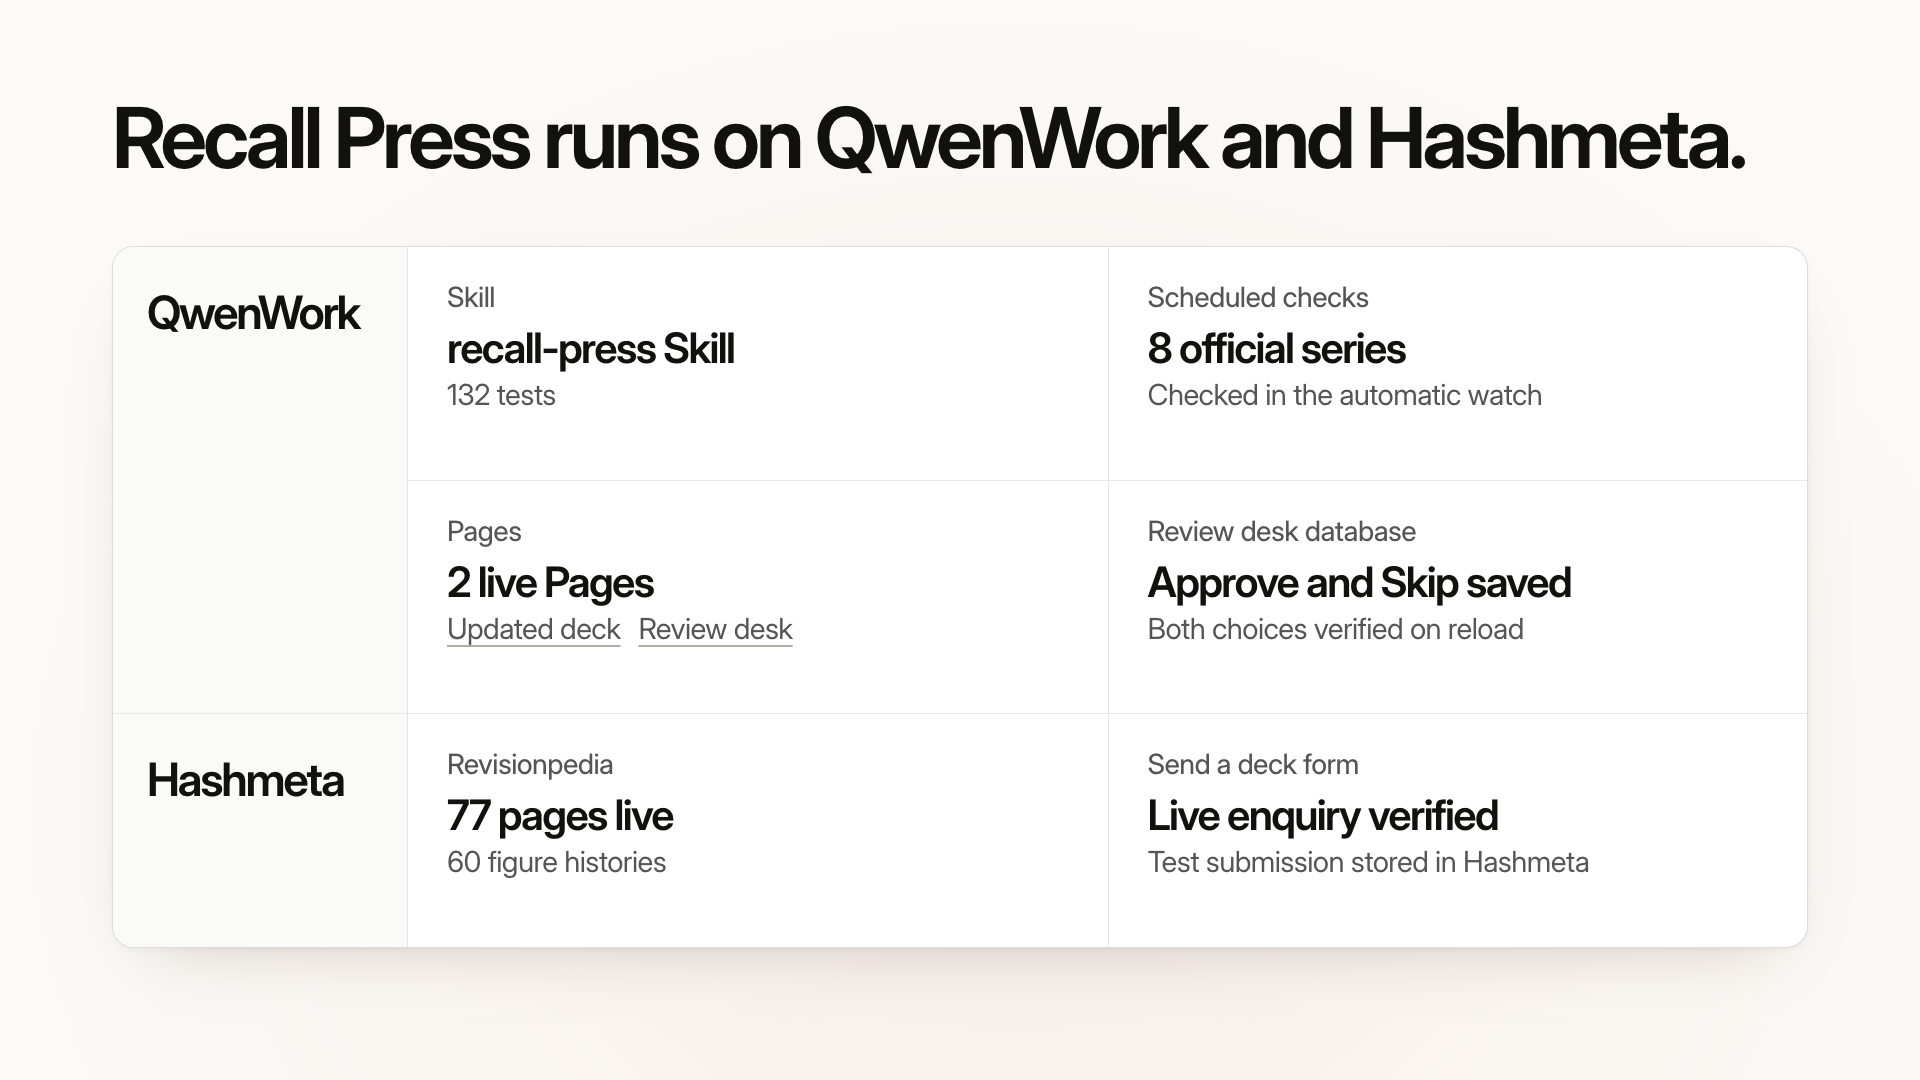 Recall Press runs on QwenWork and Hashmeta.
QwenWork
Skill
recall-press Skill
132 tests
Scheduled checks
8 official series
Checked in the automatic watch
Pages
2 live Pages
Updated deck Review desk
Review desk database
Approve and Skip saved
Both choices verified on reload
Hashmeta
Revisionpedia
77 pages live
60 figure histories
Send a deck form
Live enquiry verified
Test submission stored in Hashmeta